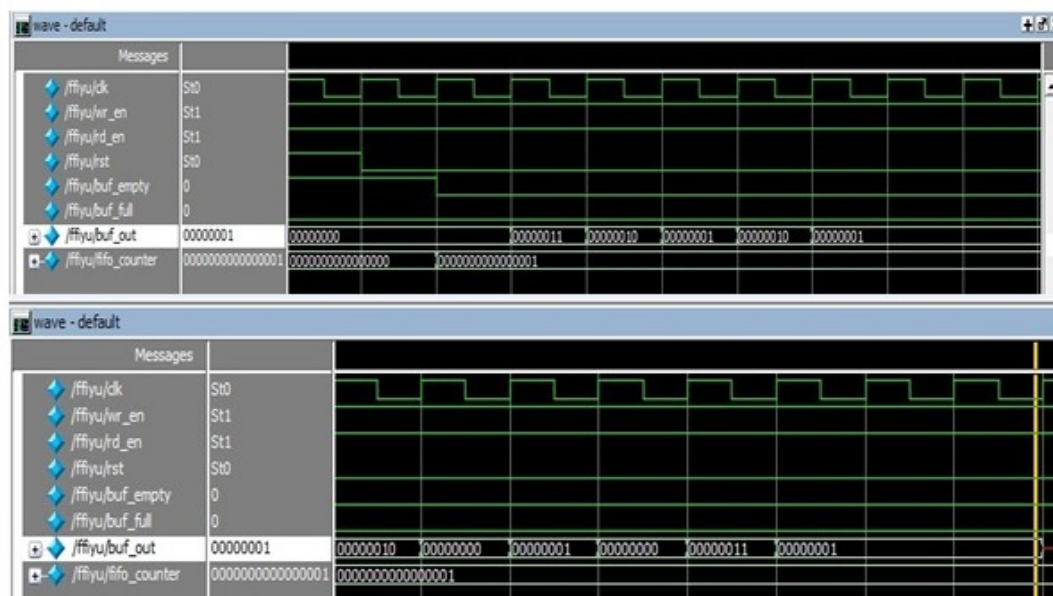 wave - default
Messages
/ffiyu/clk St0
/ffiyu/wr_en St1
/ffiyu/rd_en St1
/ffiyu/rst St0
/ffiyu/buf_empty 0
/ffiyu/buf_full 0
/ffiyu/buf_out 00000001 00000000 00000011 00000010 00000001 00000010 00000001
/ffiyu/fifo_counter 0000000000000001 0000000000000000 0000000000000001
wave - default
Messages
/ffiyu/clk St0
/ffiyu/wr_en St1
/ffiyu/rd_en St1
/ffiyu/rst St0
/ffiyu/buf_empty 0
/ffiyu/buf_full 0
/ffiyu/buf_out 00000001 00000010 00000000 00000001 00000000 00000011 00000001
/ffiyu/fifo_counter 0000000000000001 0000000000000001